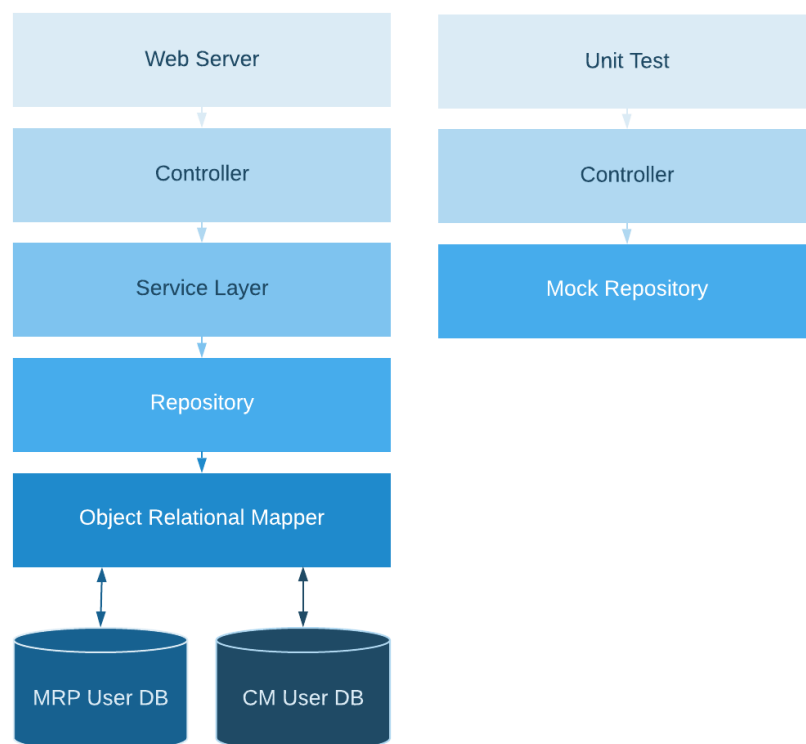 Web Server
Controller
Service Layer
Repository
Object Relational Mapper
MRP User DB
CM User DB
Unit Test
Controller
Mock Repository